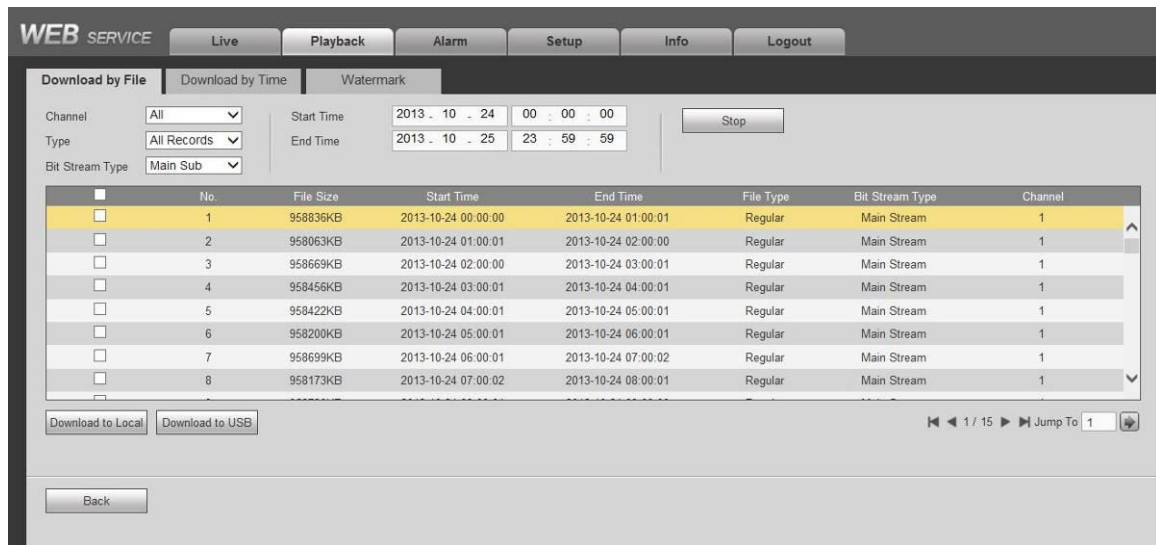 WEB SERVICE Live Playback Alarm Setup Info Logout
Download by File Download by Time Watermark
Channel All Start Time 2013 . 10 . 24 00 : 00 : 00 Stop
Type All Records End Time 2013 . 10 . 25 23 : 59 : 59
Bit Stream Type Main Sub
No. File Size Start Time End Time File Type Bit Stream Type Channel
1 958836KB 2013-10-24 00:00:00 2013-10-24 01:00:01 Regular Main Stream 1
2 958063KB 2013-10-24 01:00:01 2013-10-24 02:00:00 Regular Main Stream 1
3 958669KB 2013-10-24 02:00:00 2013-10-24 03:00:01 Regular Main Stream 1
4 958456KB 2013-10-24 03:00:01 2013-10-24 04:00:01 Regular Main Stream 1
5 958422KB 2013-10-24 04:00:01 2013-10-24 05:00:01 Regular Main Stream 1
6 958200KB 2013-10-24 05:00:01 2013-10-24 06:00:01 Regular Main Stream 1
7 958699KB 2013-10-24 06:00:01 2013-10-24 07:00:02 Regular Main Stream 1
8 958173KB 2013-10-24 07:00:02 2013-10-24 08:00:01 Regular Main Stream 1
Download to Local Download to USB 1 / 15 Jump To 1
Back